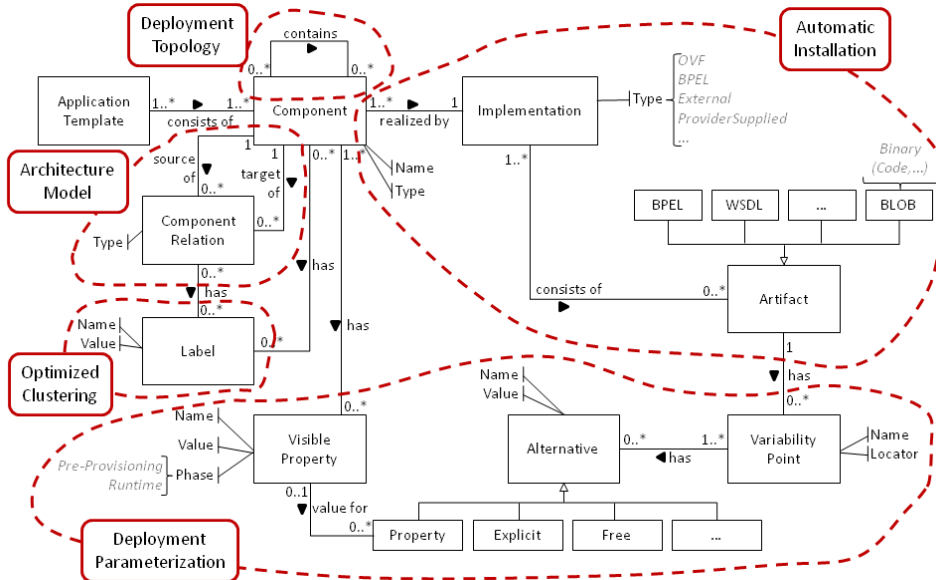 Deployment
Topology
contains
0..*
0..*
Automatic
Installation
Application
Template
1..*
1..*
consists of
Component
1..*
1
realized by
Implementation
Type
OVF
BPEL
External
ProviderSupplied
...
Name
Type
Architecture
Model
source
of
1
0..*
target
of
1
0..*
0..*
1..*
Component
Relation
Type
0..*
has
0..*
Name
Value
Label
0..*
has
Optimized
Clustering
1..*
consists of
0..*
Binary
(Code,...)
BPEL
WSDL
...
BLOB
Artifact
1
has
0..*
has
0..*
Name
Value
Phase
Pre-Provisioning
Runtime
Visible
Property
0..1
value for
0..*
Name
Value
Alternative
0..*
1..*
has
Variability
Point
Name
Locator
Property
Explicit
Free
...
Deployment
Parameterization